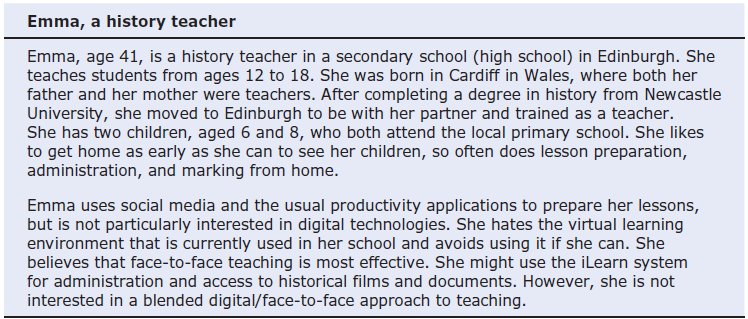 Emma, a history teacher
Emma, age 41, is a history teacher in a secondary school (high school) in Edinburgh. She
teaches students from ages 12 to 18. She was born in Cardiff in Wales, where both her
father and her mother were teachers. After completing a degree in history from Newcastle
University, she moved to Edinburgh to be with her partner and trained as a teacher.
She has two children, aged 6 and 8, who both attend the local primary school. She likes
to get home as early as she can to see her children, so often does lesson preparation,
administration, and marking from home.
Emma uses social media and the usual productivity applications to prepare her lessons,
but is not particularly interested in digital technologies. She hates the virtual learning
environment that is currently used in her school and avoids using it if she can. She
believes that face-to-face teaching is most effective. She might use the iLearn system
for administration and access to historical films and documents. However, she is not
interested in a blended digital/face-to-face approach to teaching.